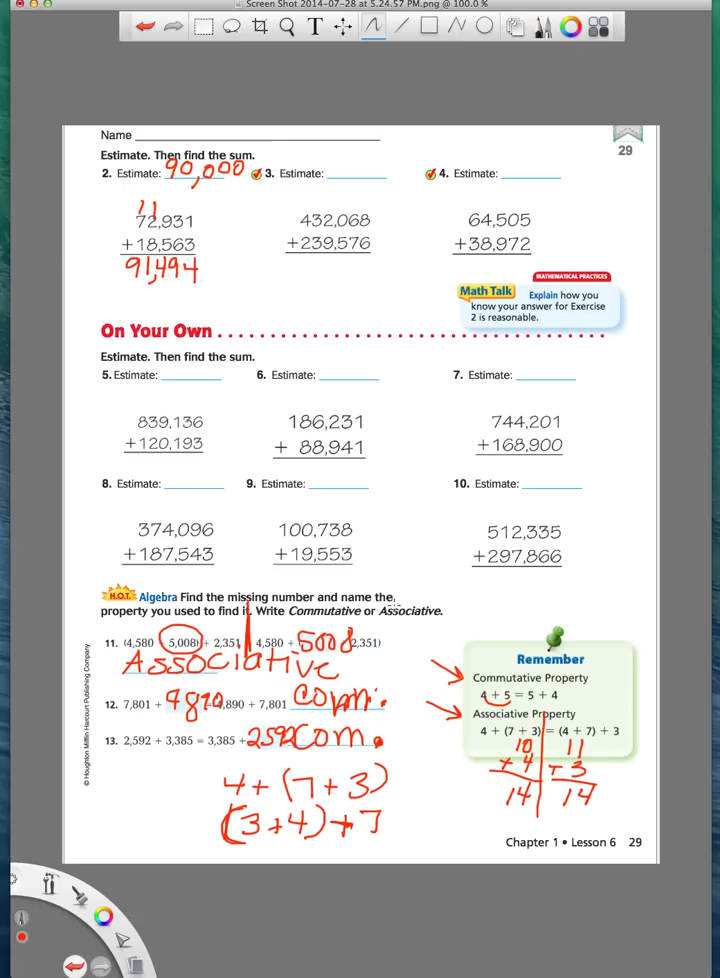 Screen Shot 2014-07-28 at 5.24.57 PM.png @ 100.0 %
T
Name
29
Estimate. Then find the sum.
2. Estimate: 90,000
3. Estimate:
4. Estimate:
11
72,931
+18,563
91,494
432,068
+239,576
64,505
+38,972
MATHEMATICAL PRACTICES
Math Talk Explain how you
know your answer for Exercise
2 is reasonable.
On Your Own
Estimate. Then find the sum.
5. Estimate:
6. Estimate:
7. Estimate:
839,136
+120,193
186,231
+ 88,941
744,201
+168,900
8. Estimate:
9. Estimate:
10. Estimate:
374,096
+187,543
100,738
+19,553
512,335
+297,866
H.O.T. Algebra Find the missing number and name the
property you used to find it. Write Commutative or Associative.
11. (4,580 5,008) + 2,351 4,580 + 5008 2,351)
Associative
12. 7,801 + 4,890 + 7,801 Com.
13. 2,592 + 3,385 = 3,385 + 2592 Com.
4 + (7 + 3)
(3 + 4) + 7
Remember
Commutative Property
4 + 5 = 5 + 4
Associative Property
4 + (7 + 3) = (4 + 7) + 3
10
+ 4
14
11
+ 3
14
© Houghton Mifflin Harcourt Publishing Company
Chapter 1 • Lesson 6 29